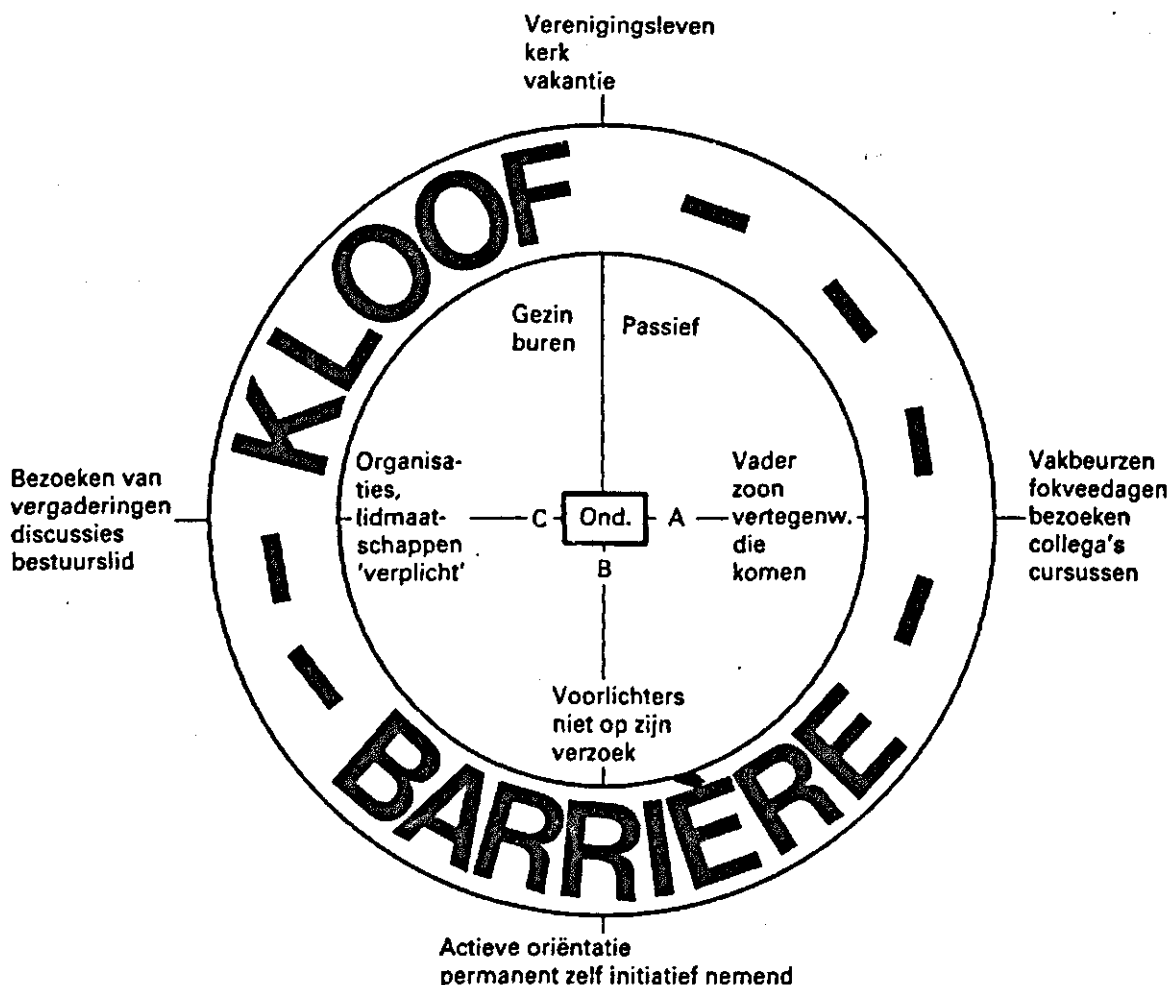 Verenigingsleven
kerk
vakantie
KLOOF
Gezin
buren
Passief
Bezoeken van
vergaderingen
discussies
bestuurslid
Organisa-
ties,
lidmaat-
schappen
'verplicht'
C
Ond.
A
B
Vader
zoon
vertegenw.
die
komen
Vakbeurzen
fokveedagen
bezoeken
collega's
cursussen
Voorlichters
niet op zijn
verzoek
BARRIÈRE
Actieve oriëntatie
permanent zelf initiatief nemend